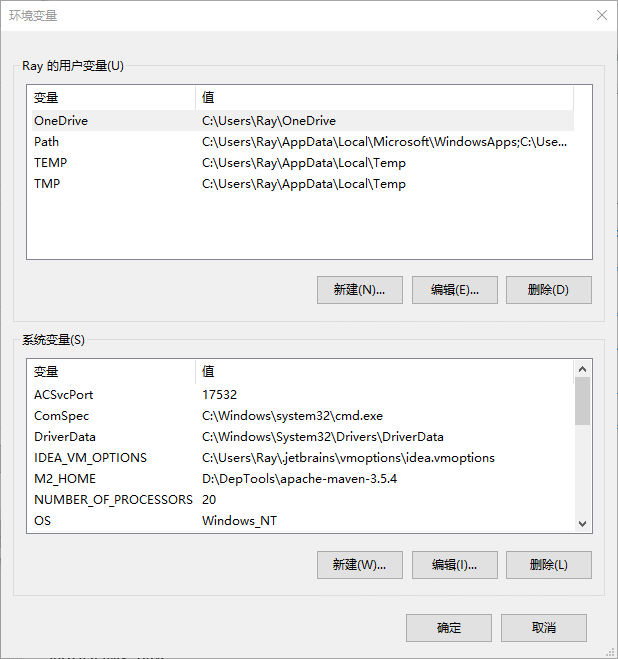 环境变量
Ray 的用户变量(U)
变量 值
OneDrive C:\Users\Ray\OneDrive
Path C:\Users\Ray\AppData\Local\Microsoft\WindowsApps;C:\Use...
TEMP C:\Users\Ray\AppData\Local\Temp
TMP C:\Users\Ray\AppData\Local\Temp
新建(N)... 编辑(E)... 删除(D)
系统变量(S)
变量 值
ACSvcPort 17532
ComSpec C:\Windows\system32\cmd.exe
DriverData C:\Windows\System32\Drivers\DriverData
IDEA_VM_OPTIONS C:\Users\Ray\.jetbrains\vmoptions\idea.vmoptions
M2_HOME D:\DepTools\apache-maven-3.5.4
NUMBER_OF_PROCESSORS 20
OS Windows_NT
新建(W)... 编辑(I)... 删除(L)
确定 取消